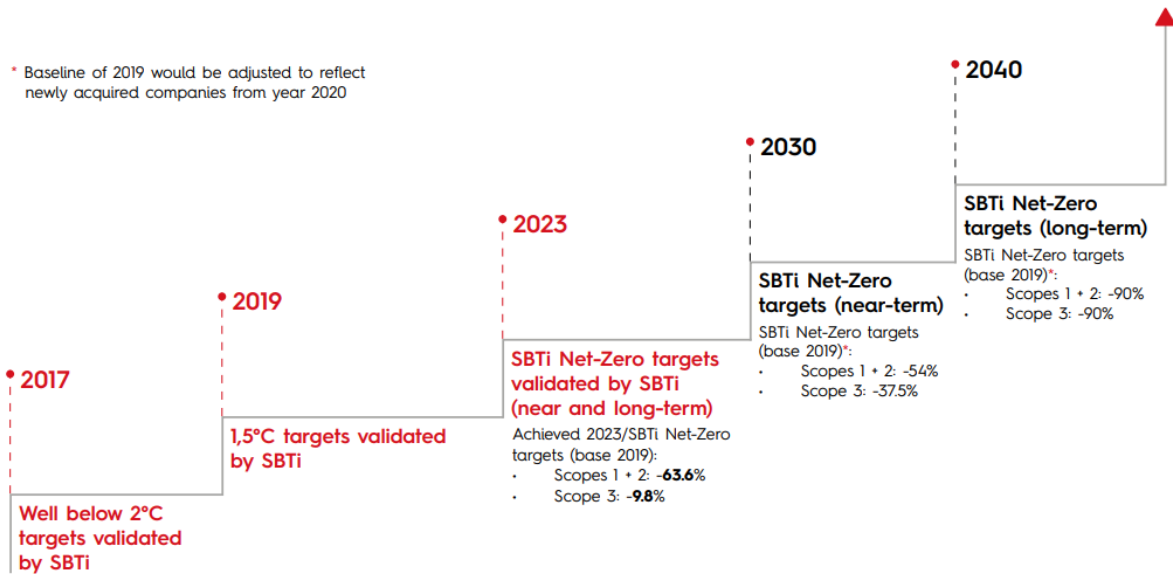 * Baseline of 2019 would be adjusted to reflect
newly acquired companies from year 2020
2017
Well below 2°C
targets validated
by SBTi
2019
1,5°C targets validated
by SBTi
2023
SBTi Net-Zero targets
validated by SBTi
(near and long-term)
Achieved 2023/SBTi Net-Zero
targets (base 2019):
· Scopes 1 + 2: -63.6%
· Scope 3: -9.8%
2030
SBTi Net-Zero
targets (near-term)
SBTi Net-Zero targets
(base 2019)*:
· Scopes 1 + 2: -54%
· Scope 3: -37.5%
2040
SBTi Net-Zero
targets (long-term)
SBTi Net-Zero targets
(base 2019)*:
· Scopes 1 + 2: -90%
· Scope 3: -90%